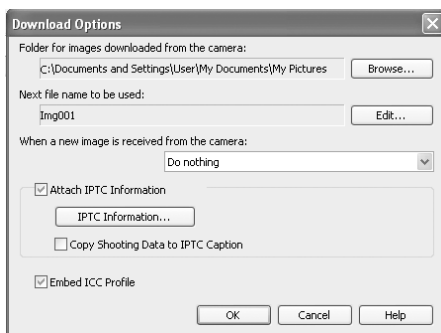 Download Options
Folder for images downloaded from the camera:
C:\Documents and Settings\User\My Documents\My Pictures
Browse...
Next file name to be used:
Img001
Edit...
When a new image is received from the camera:
Do nothing
Attach IPTC Information
IPTC Information...
Copy Shooting Data to IPTC Caption
Embed ICC Profile
OK Cancel Help